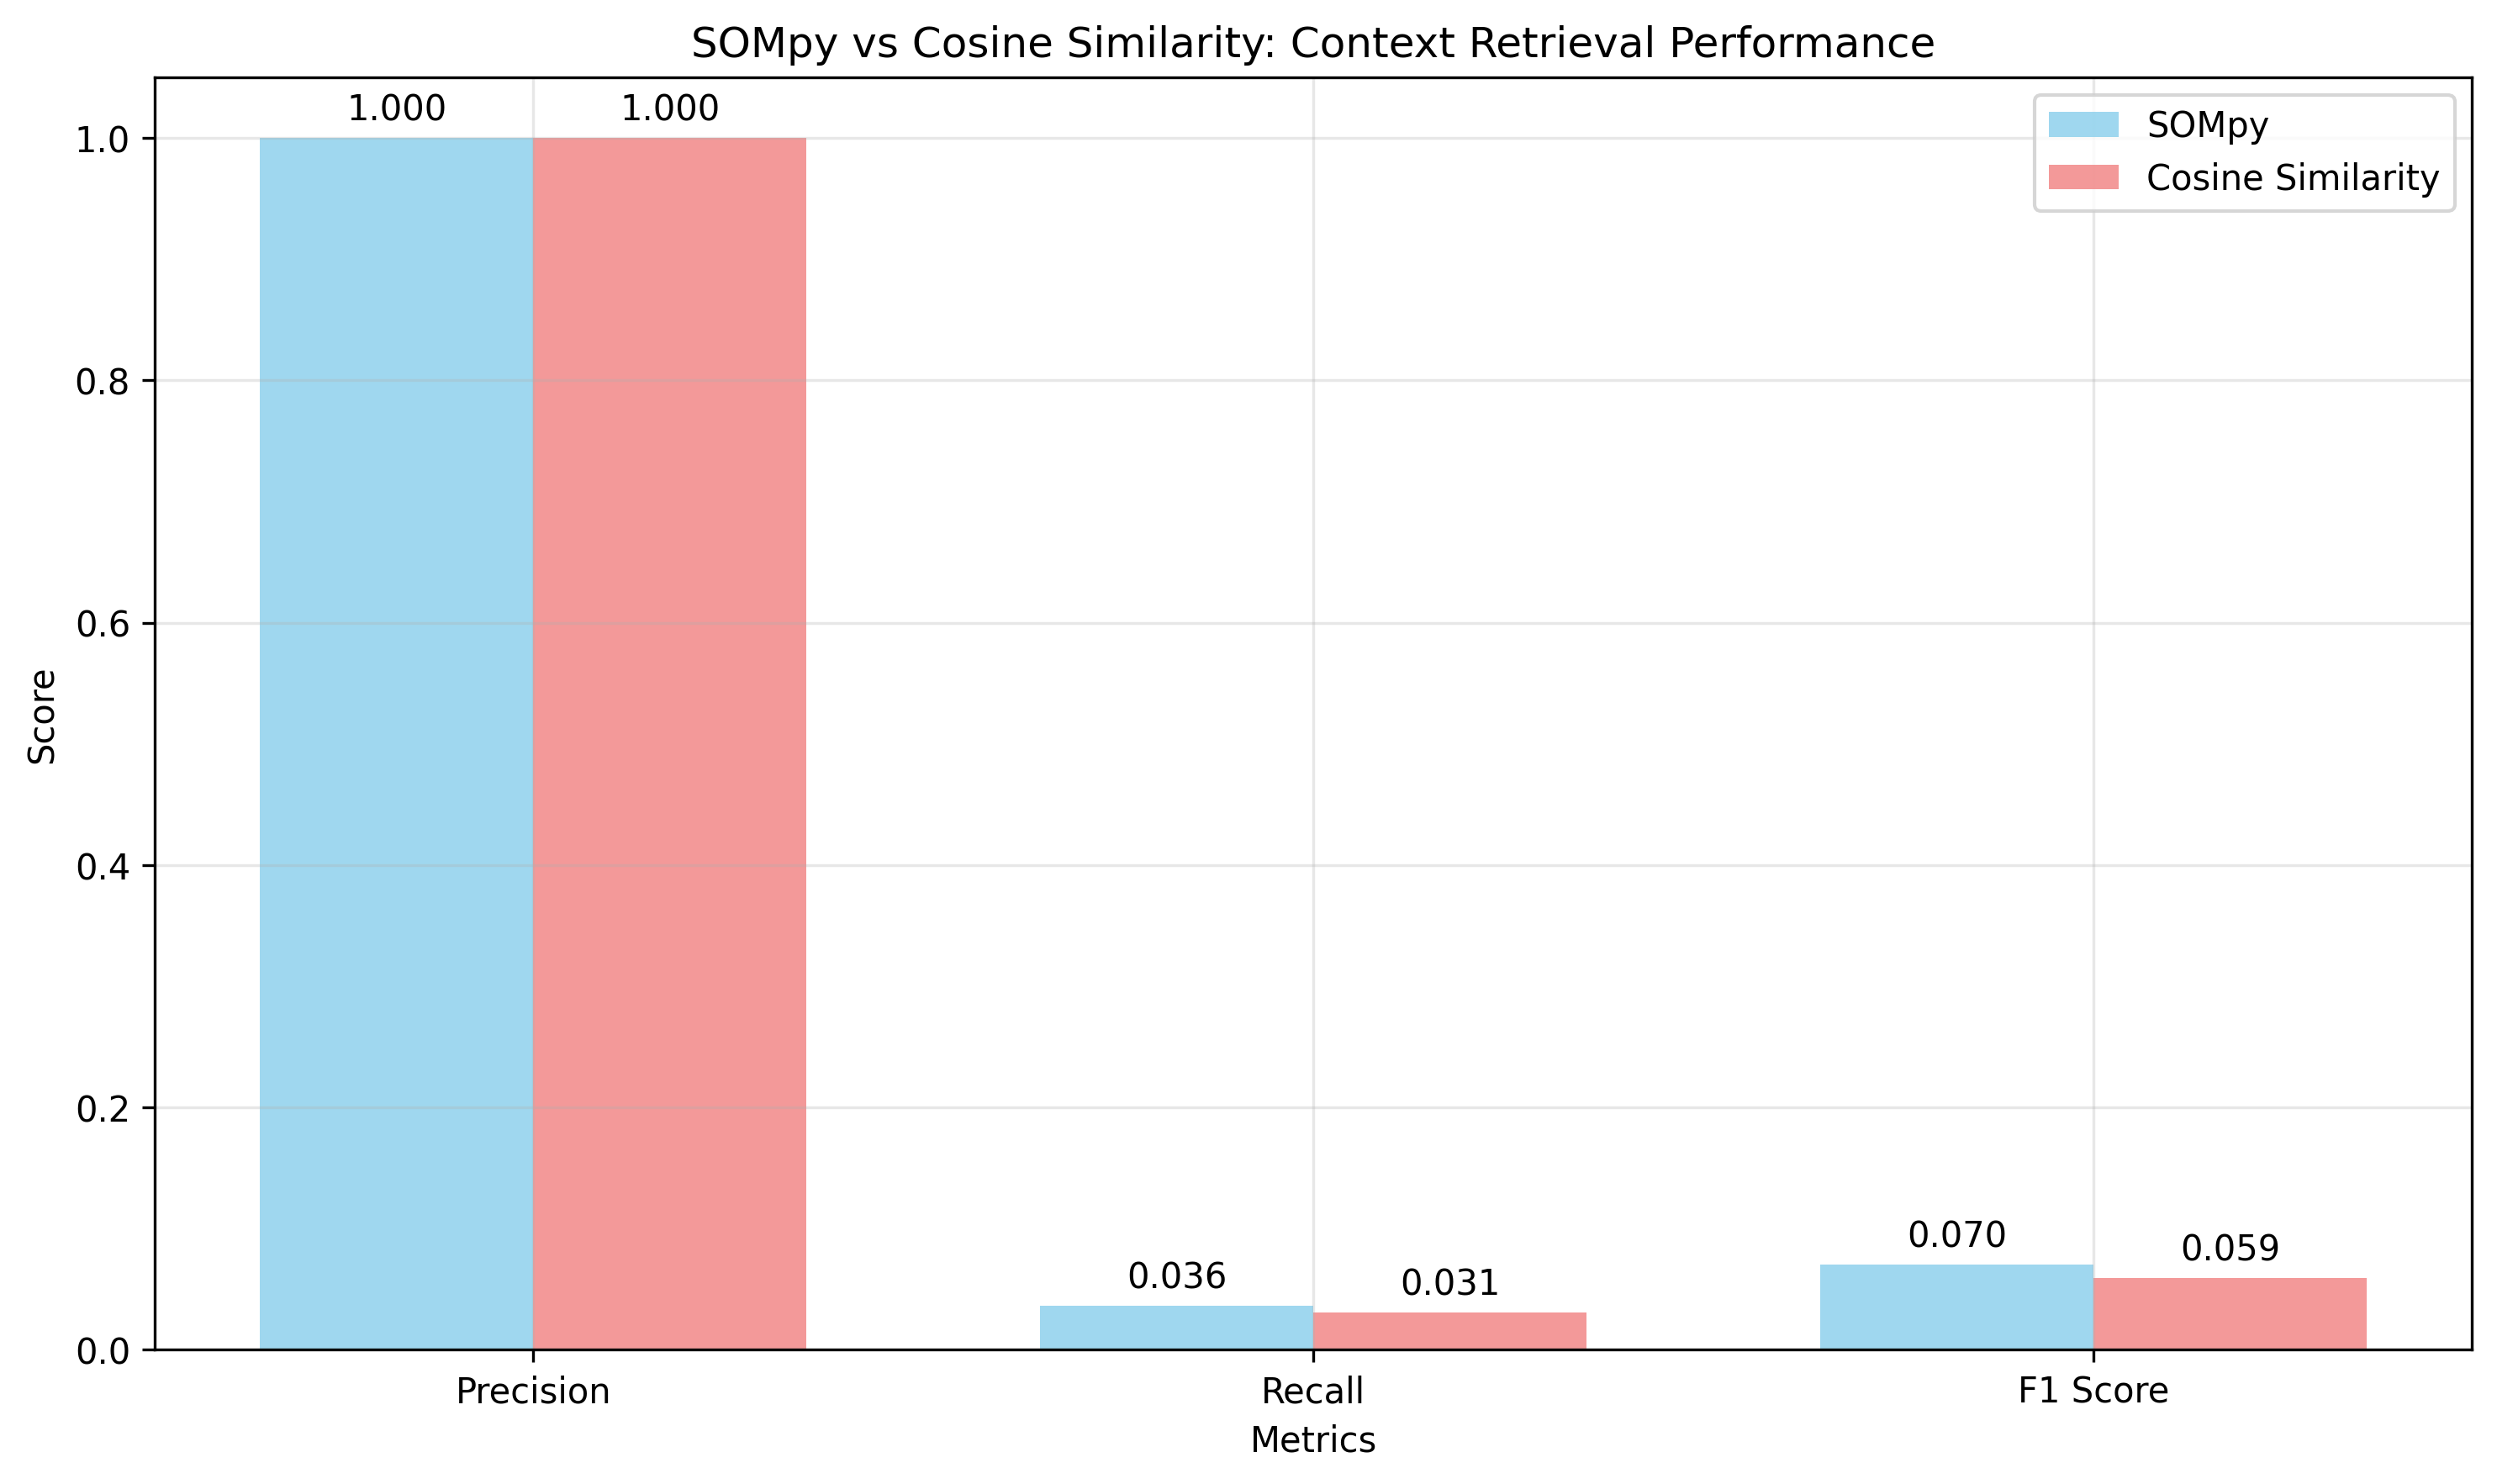 SOMpy vs Cosine Similarity: Context Retrieval Performance
1.000
1.000
SOMpy
Cosine Similarity
1.0
0.8
0.6
0.4
0.2
0.0
Score
0.036
0.031
0.070
0.059
Precision
Recall
F1 Score
Metrics